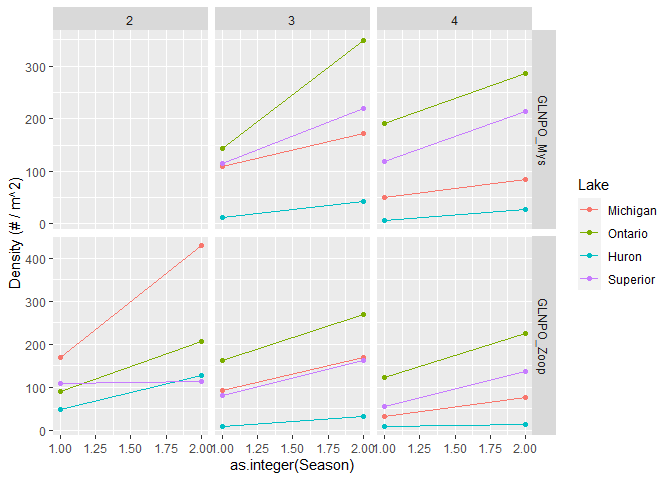 2 3 4
300
200
100
0
GLNPO_Mys
400
300
200
100
0
GLNPO_Zoop
1.00 1.25 1.50 1.75 2.00 1.00 1.25 1.50 1.75 2.00 1.00 1.25 1.50 1.75 2.00
as.integer(Season)
Density (# / m^2)
Lake
Michigan
Ontario
Huron
Superior